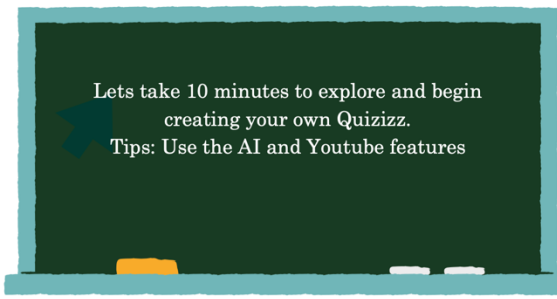 Lets take 10 minutes to explore and begin
creating your own Quizizz.
Tips: Use the AI and Youtube features